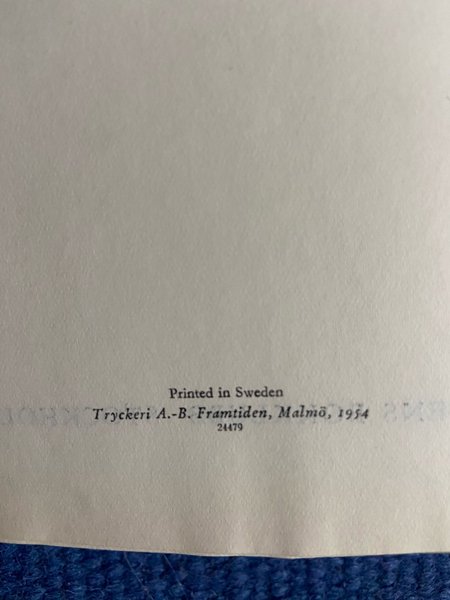 Printed in Sweden
Tryckeri A.-B. Framtiden, Malmö, 1954
24479